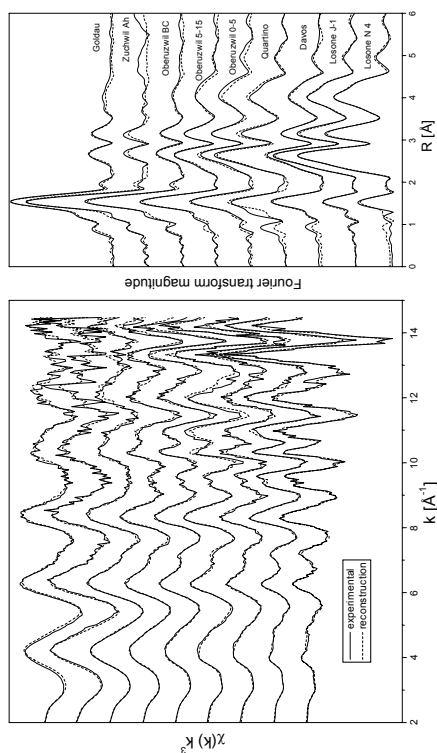 χ(k) k³
2 4 6 8 10 12 14
k [Å⁻¹]
experimental
reconstruction
Fourier transform magnitude
0 1 2 3 4 5 6
R [Å]
Goldau
Zuchwil Ah
Oberuzwil BC
Oberuzwil 5-15
Oberuzwil 0-5
Quartino
Davos
Losone J-1
Losone N 4